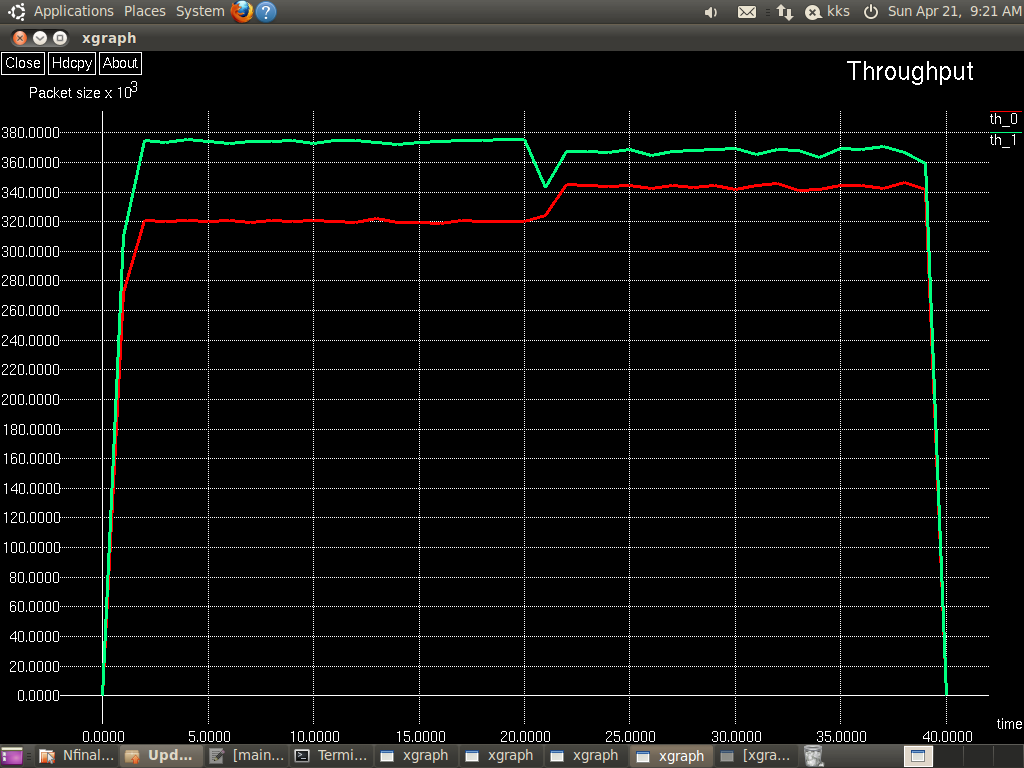 Applications Places System ? kks Sun Apr 21, 9:21 AM
xgraph
Close Hdcpy About
Throughput
Packet size x 10³
th_0
th_1
380.0000
360.0000
340.0000
320.0000
300.0000
280.0000
260.0000
240.0000
220.0000
200.0000
180.0000
160.0000
140.0000
120.0000
100.0000
80.0000
60.0000
40.0000
20.0000
0.0000
time
0.0000 5.0000 10.0000 15.0000 20.0000 25.0000 30.0000 35.0000 40.0000
Nfinal... Upd... [main... Termi... xgraph xgraph xgraph xgraph [xgra...